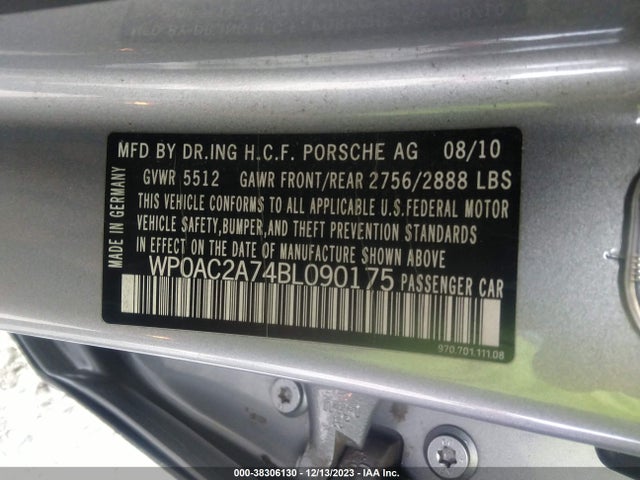 MFD BY DR.ING H.C.F. PORSCHE AG 08/10
GVWR 5512 GAWR FRONT/REAR 2756/2888 LBS
THIS VEHICLE CONFORMS TO ALL APPLICABLE U.S.FEDERAL MOTOR
VEHICLE SAFETY,BUMPER,AND THEFT PREVENTION STANDARDS
IN EFFECT ON THE DATE OF MANUFACTURE SHOWN ABOVE.
WP0AC2A74BL090175 PASSENGER CAR
MADE IN GERMANY
970.701.111.08
000-38306130 - 12/13/2023 - IAA Inc.